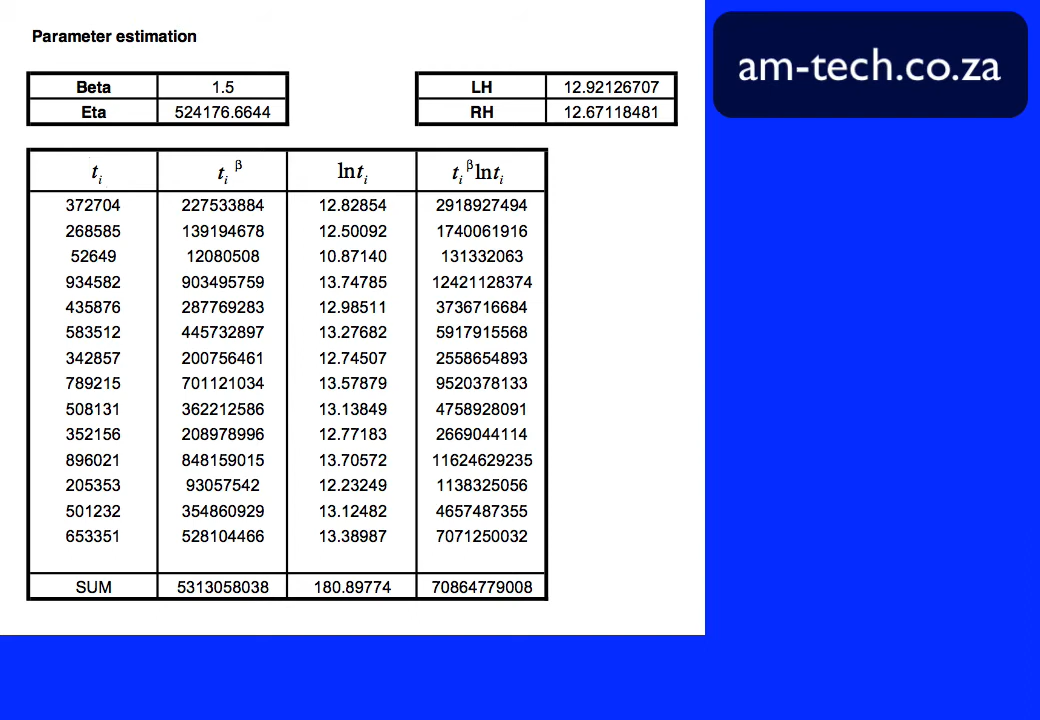 Parameter estimation
am-tech.co.za
Beta 1.5 LH 12.92126707
Eta 524176.6644 RH 12.67118481
tᵢ tᵢ^β lntᵢ tᵢ^βlntᵢ
372704 227533884 12.82854 2918927494
268585 139194678 12.50092 1740061916
52649 12080508 10.87140 131332063
934582 903495759 13.74785 12421128374
435876 287769283 12.98511 3736716684
583512 445732897 13.27682 5917915568
342857 200756461 12.74507 2558654893
789215 701121034 13.57879 9520378133
508131 362212586 13.13849 4758928091
352156 208978996 12.77183 2669044114
896021 848159015 13.70572 11624629235
205353 93057542 12.23249 1138325056
501232 354860929 13.12482 4657487355
653351 528104466 13.38987 7071250032
SUM 5313058038 180.89774 70864779008